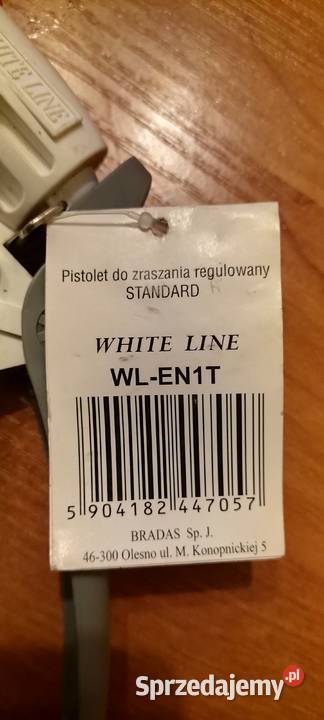 WHITE LINE
Pistolet do zraszania regulowany
STANDARD
WHITE LINE
WL-EN1T
5 904182 447057
BRADAS Sp. J.
46-300 Olesno ul. M. Konopnickiej 5
Sprzedajemy.pl